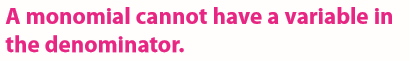 A monomial cannot have a variable in
the denominator.